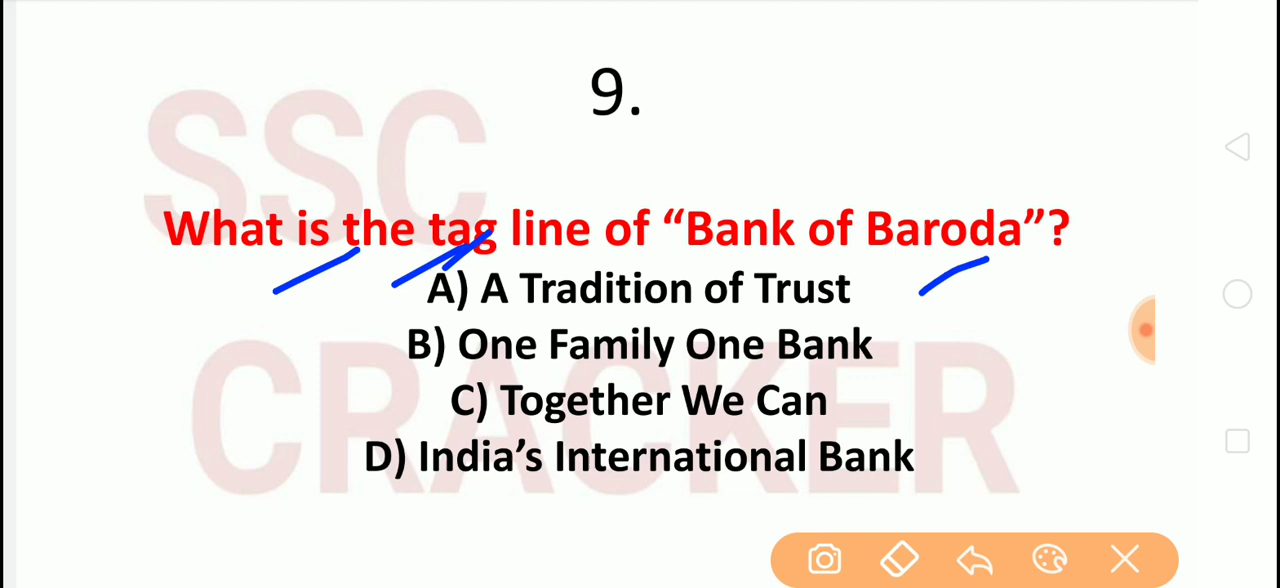 9.
SSC
What is the tag line of “Bank of Baroda”?
A) A Tradition of Trust
B) One Family One Bank
CRACKER
C) Together We Can
D) India’s International Bank